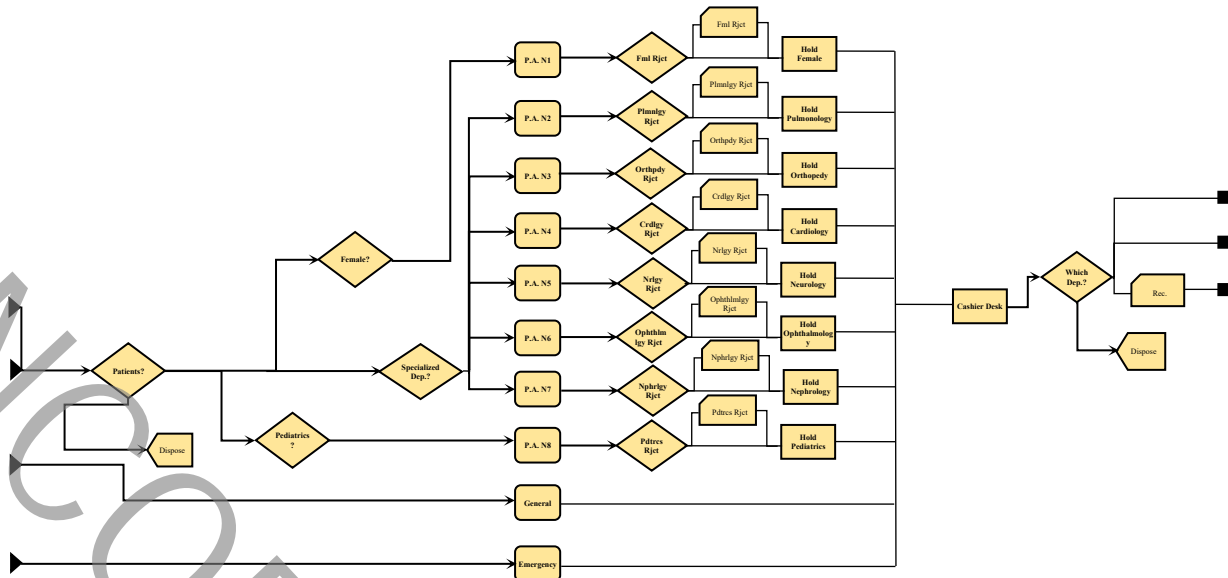 Fml Rjct
P.A. N1
Fml Rjct
Hold
Female
Plmnlgy Rjct
P.A. N2
Plmnlgy
Rjct
Hold
Pulmonology
Orthpdy Rjct
P.A. N3
Orthpdy
Rjct
Hold
Orthopedy
Crdlgy Rjct
P.A. N4
Crdlgy
Rjct
Hold
Cardiology
Nrlgy Rjct
Female?
P.A. N5
Nrlgy
Rjct
Hold
Neurology
Which
Dep.?
Rec.
Cashier Desk
Ophthlmlgy
Rjct
P.A. N6
Ophthlm
lgy Rjct
Hold
Ophthalmolog
y
Dispose
Nphrlgy Rjct
Patients?
Specialized
Dep.?
P.A. N7
Nphrlgy
Rjct
Hold
Nephrology
Pdtrcs Rjct
Pediatrics
?
P.A. N8
Pdtrcs
Rjct
Hold
Pediatrics
Dispose
General
Emergency